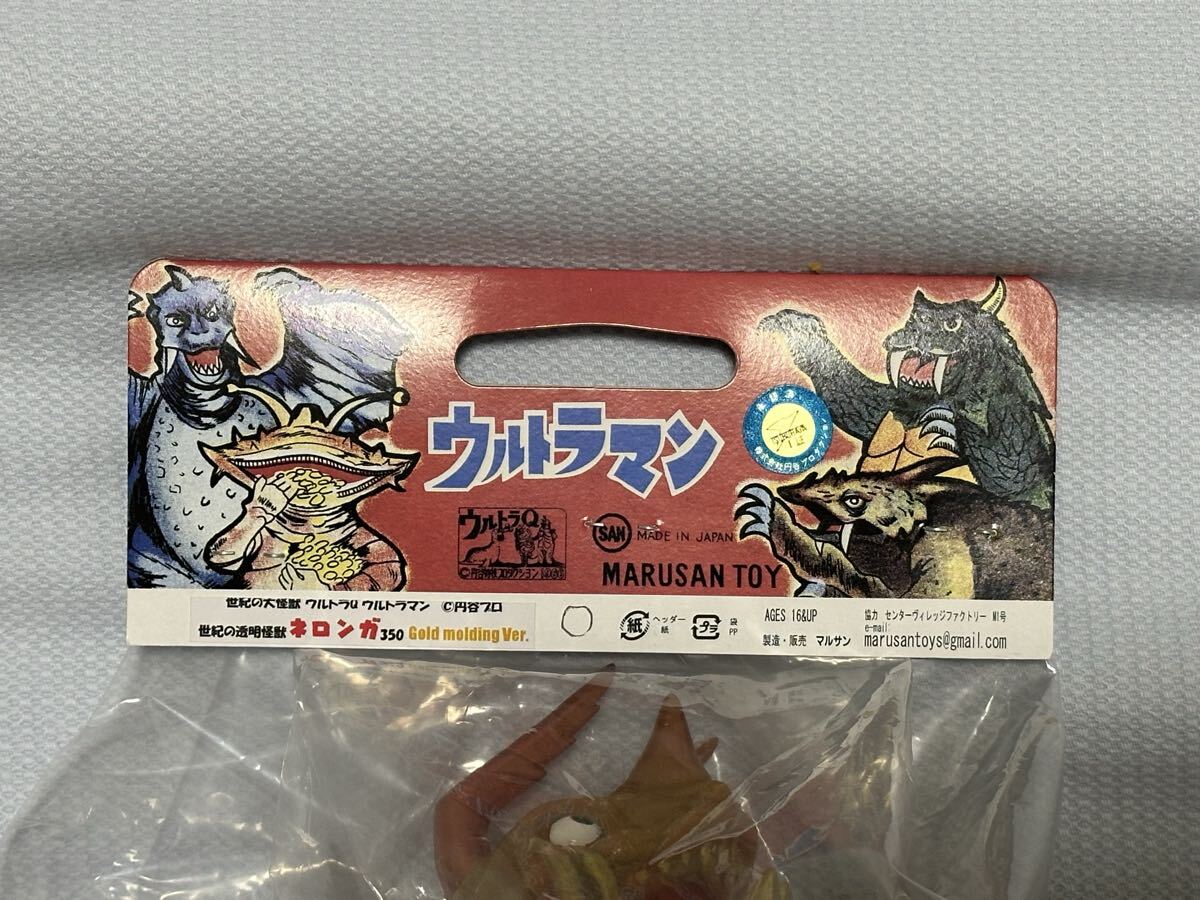 ウルトラマン
ウルトラQ
SAN MADE IN JAPAN
MARUSAN TOY
世紀の大怪獣 ウルトラQ ウルトラマン ©円谷プロ
世紀の透明怪獣 ネロンガ350 Gold molding Ver.
紙 ヘッダー
紙
プラ 袋
PP
AGES 16&UP
製造・販売 マルサン
協力 センターヴィレッジファクトリー M1号
e-mail:
marusantoys@gmail.com